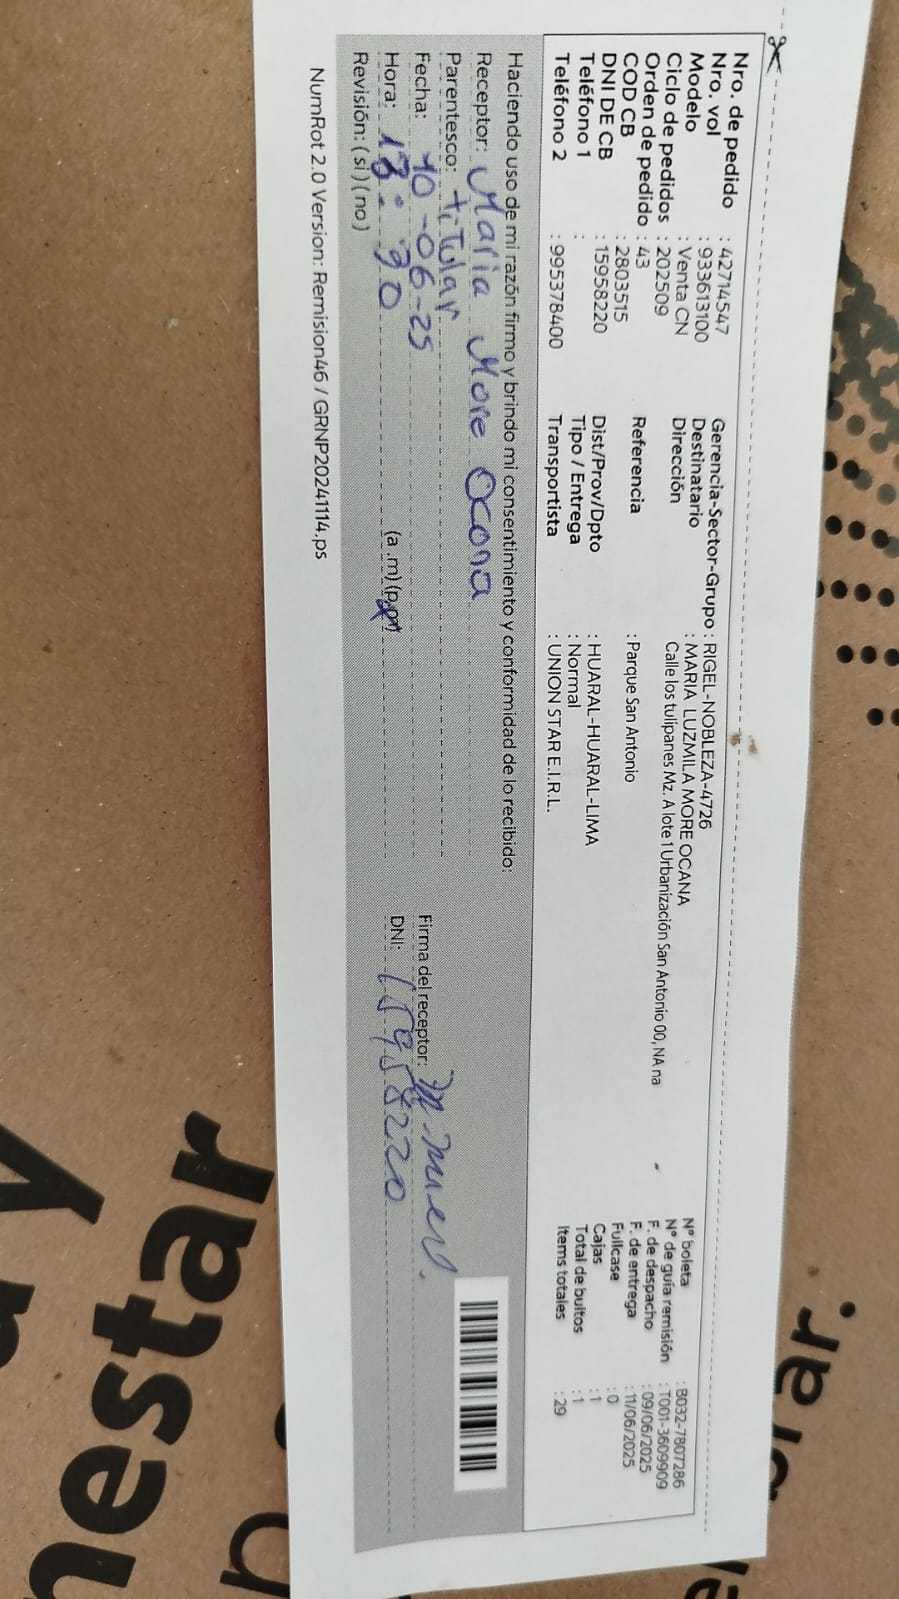 Nro. de pedido : 42714547
Nro. vol : 933613100
Modelo : Venta CN
Ciclo de pedidos : 202509
Orden de pedido : 43
COD CB : 2803515
DNI DE CB : 15958220
Teléfono 1 :
Teléfono 2 : 995378400
Gerencia-Sector-Grupo : RIGEL-NOBLEZA-4726
Destinatario : MARIA LUZMILA MORE OCANA
Dirección Calle los tulipanes Mz. A lote 1 Urbanización San Antonio 00, NA na
Referencia : Parque San Antonio
Dist/Prov/Dpto : HUARAL-HUARAL-LIMA
Tipo / Entrega : Normal
Transportista : UNION STAR E.I.R.L.
N° boleta : B032-7807286
N° de guía remisión : T001-3609909
F. de despacho : 09/06/2025
F. de entrega : 11/06/2025
Fullcase : 0
Cajas : 1
Total de bultos : 1
Items totales : 29
Haciendo uso de mi razón firmo y brindo mi consentimiento y conformidad de lo recibido:
Receptor: Maria More Ocona
Parentesco: titular
Fecha: 10-06-25
Hora: 30 (a .m) (p.m)
Revisión: (si) (no)
Firma del receptor:
DNI: 15958220
NumRot 2.0 Version: Remision46 / GRNP20241114.ps
nestar